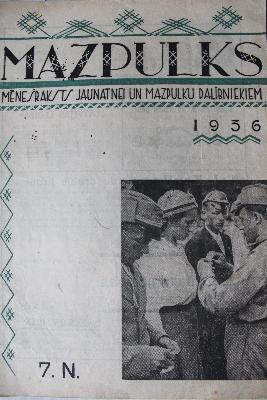 MAZPULKS
MĒNEŠRAKSTS JAUNATNEI UN MAZPULKU DALĪBNIEKIEM
1936
7. N.